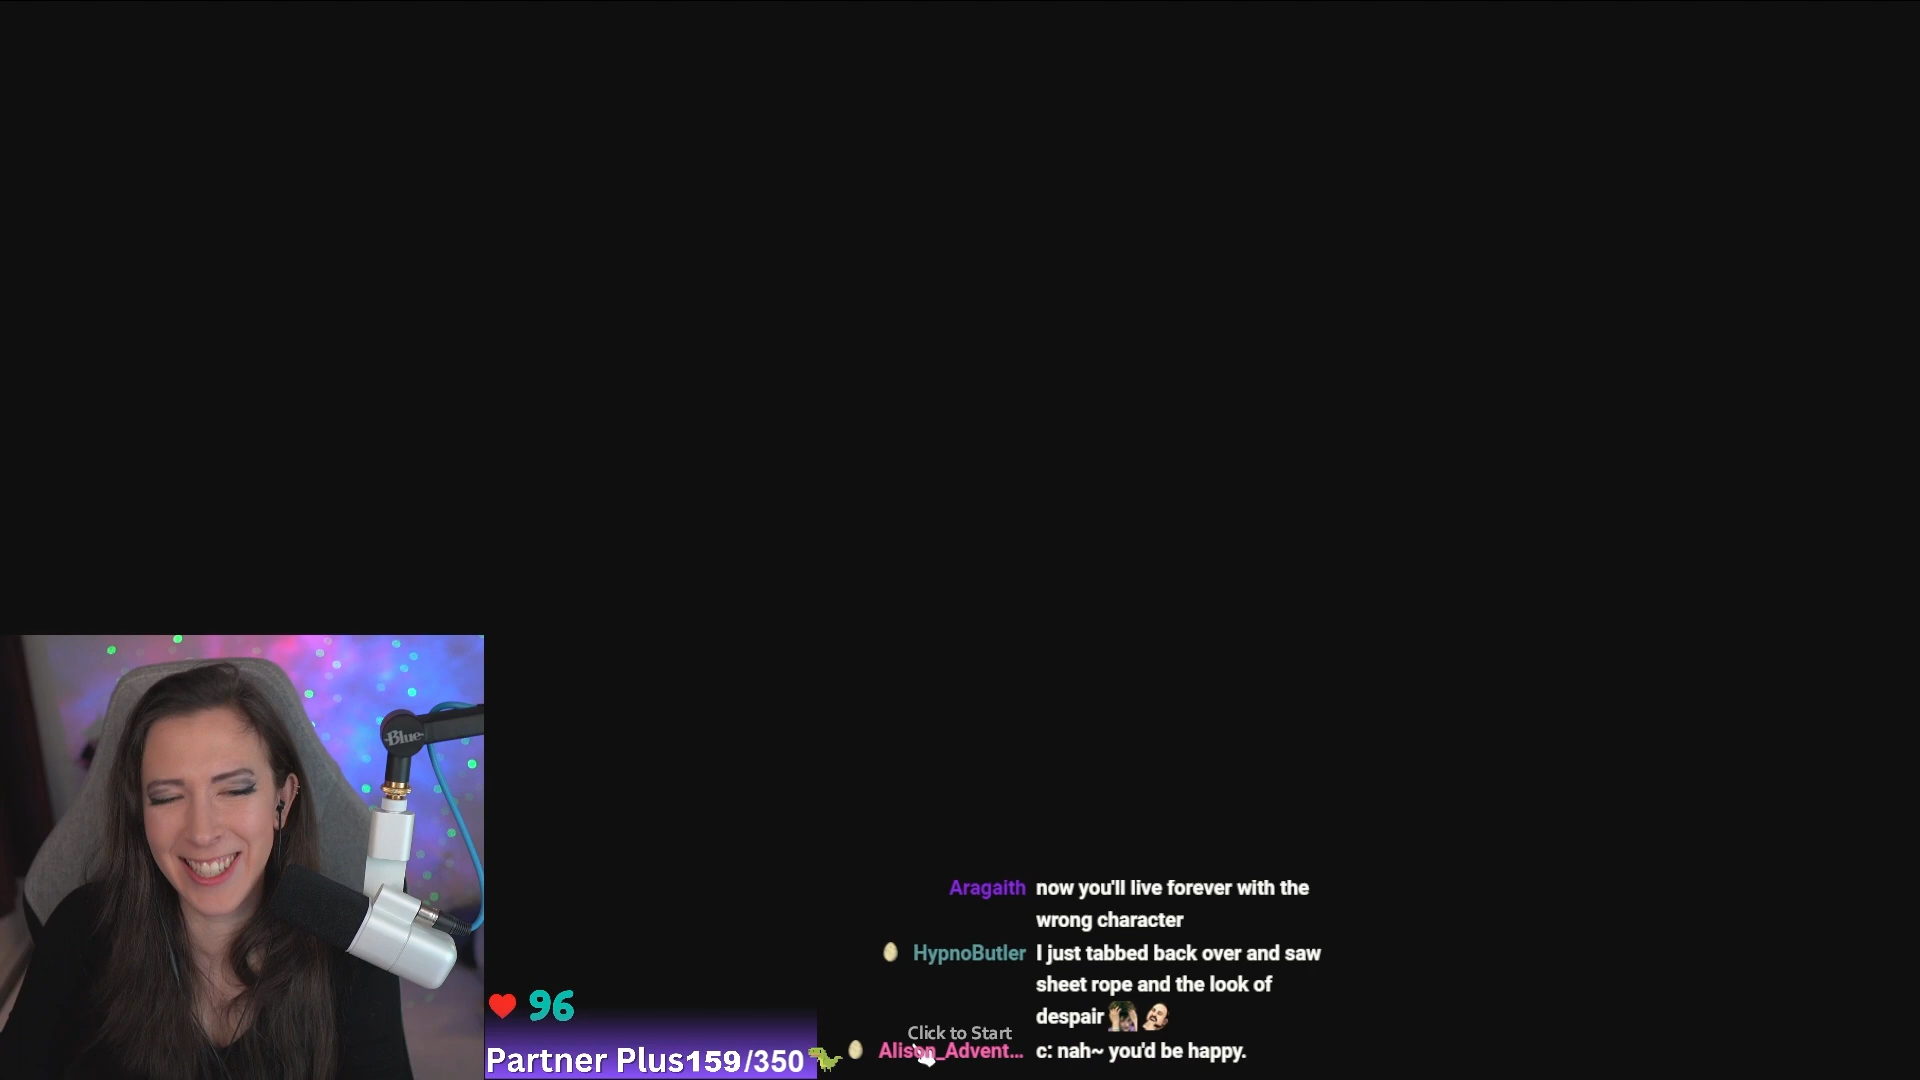 Blue
Aragaith now you'll live forever with the
wrong character
HypnoButler I just tabbed back over and saw
sheet rope and the look of
despair
96
Click to Start
Alison_Advent... c: nah~ you'd be happy.
Partner Plus159/350